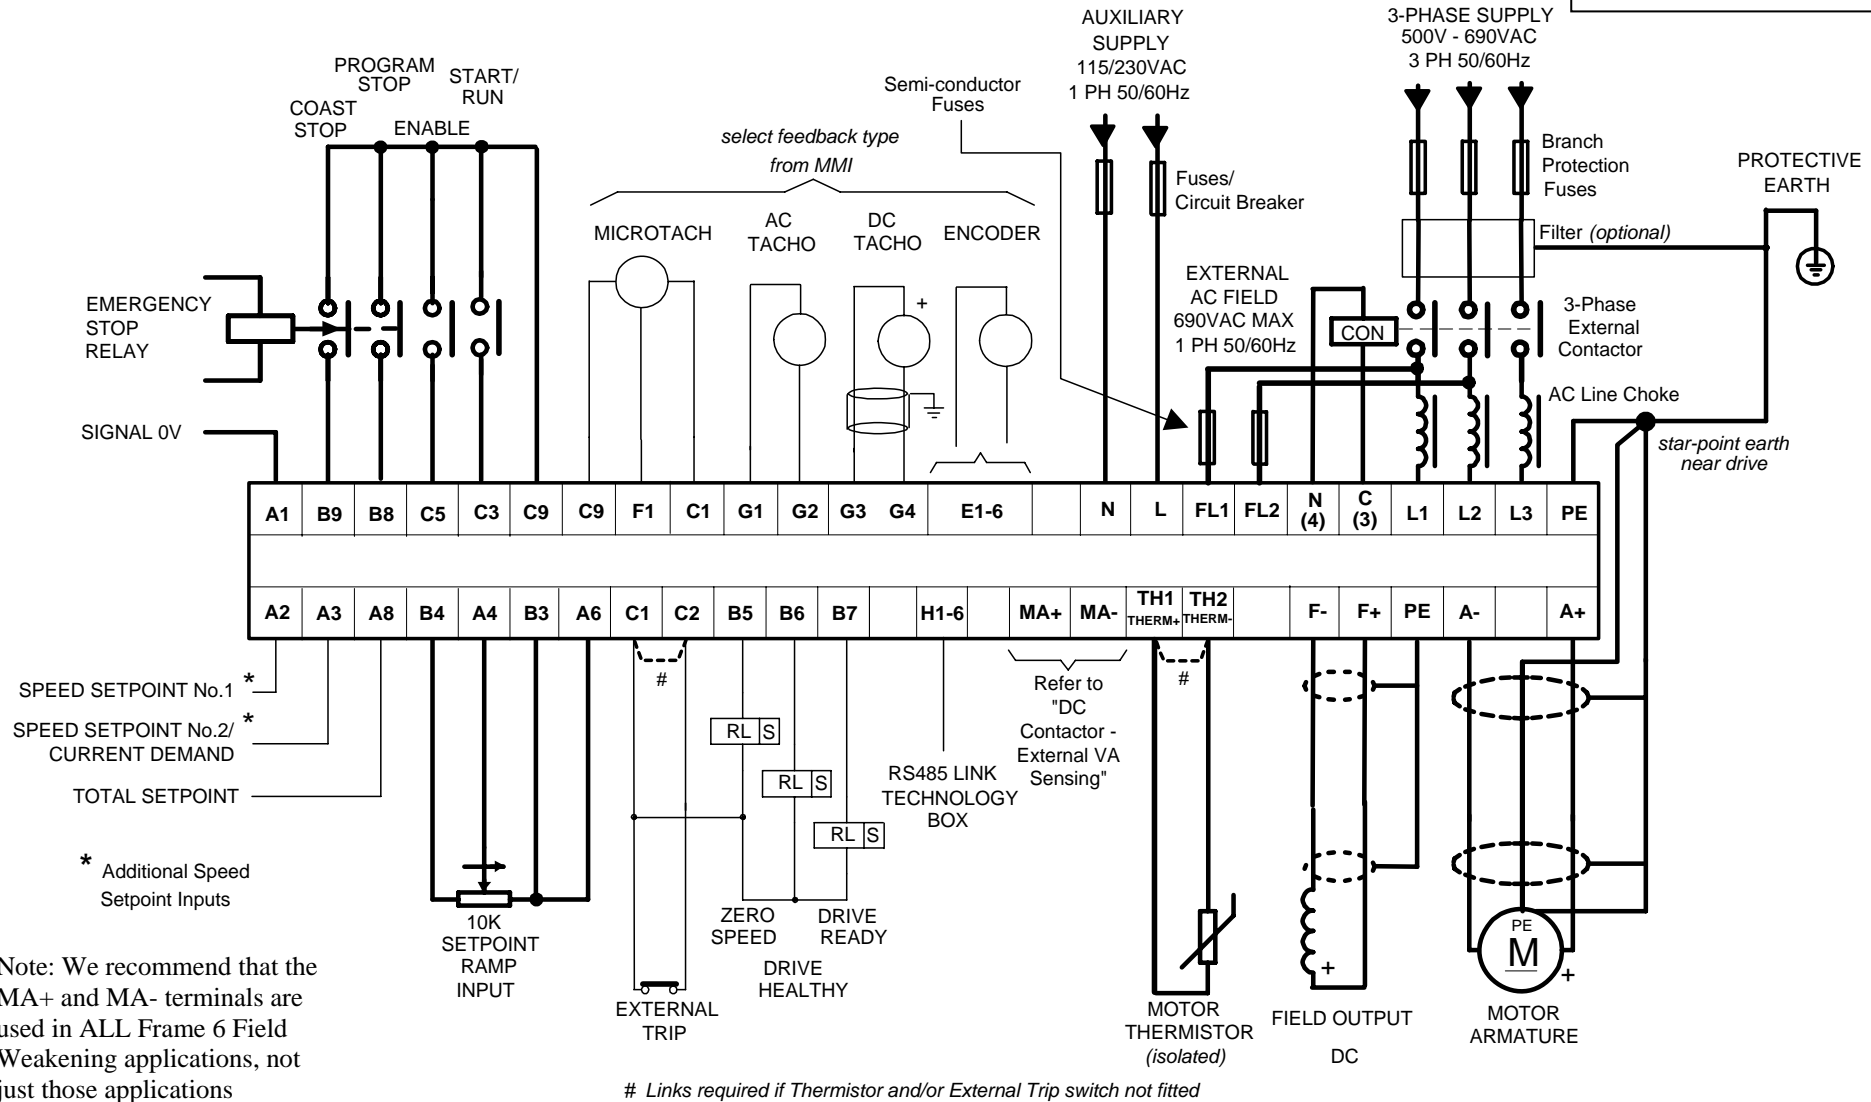 AUXILIARY
SUPPLY
115/230VAC
1 PH 50/60Hz
3-PHASE SUPPLY
500V - 690VAC
3 PH 50/60Hz
PROGRAM
STOP
START/
RUN
COAST
STOP
ENABLE
Semi-conductor
Fuses
select feedback type
from MMI
Fuses/
Circuit Breaker
Branch
Protection
Fuses
PROTECTIVE
EARTH
MICROTACH
AC
TACHO
DC
TACHO
ENCODER
Filter (optional)
EMERGENCY
STOP
RELAY
+
EXTERNAL
AC FIELD
690VAC MAX
1 PH 50/60Hz
CON
3-Phase
External
Contactor
AC Line Choke
SIGNAL 0V
star-point earth
near drive
A1 B9 B8 C5 C3 C9 C9 F1 C1 G1 G2 G3 G4 E1-6 N L FL1 FL2 N (4) C (3) L1 L2 L3 PE
A2 A3 A8 B4 A4 B3 A6 C1 C2 B5 B6 B7 H1-6 MA+ MA- TH1 THERM+ TH2 THERM- F- F+ PE A- A+
SPEED SETPOINT No.1 *
SPEED SETPOINT No.2/ *
CURRENT DEMAND
TOTAL SETPOINT
* Additional Speed
Setpoint Inputs
#
RL S
RL S
RL S
RS485 LINK
TECHNOLOGY
BOX
Refer to
"DC
Contactor -
External VA
Sensing"
#
10K
SETPOINT
RAMP
INPUT
EXTERNAL
TRIP
ZERO
SPEED
DRIVE
HEALTHY
DRIVE
READY
MOTOR
THERMISTOR
(isolated)
+
FIELD OUTPUT
DC
PE
M
+
MOTOR
ARMATURE
Note: We recommend that the
MA+ and MA- terminals are
used in ALL Frame 6 Field
Weakening applications, not
just those applications
# Links required if Thermistor and/or External Trip switch not fitted